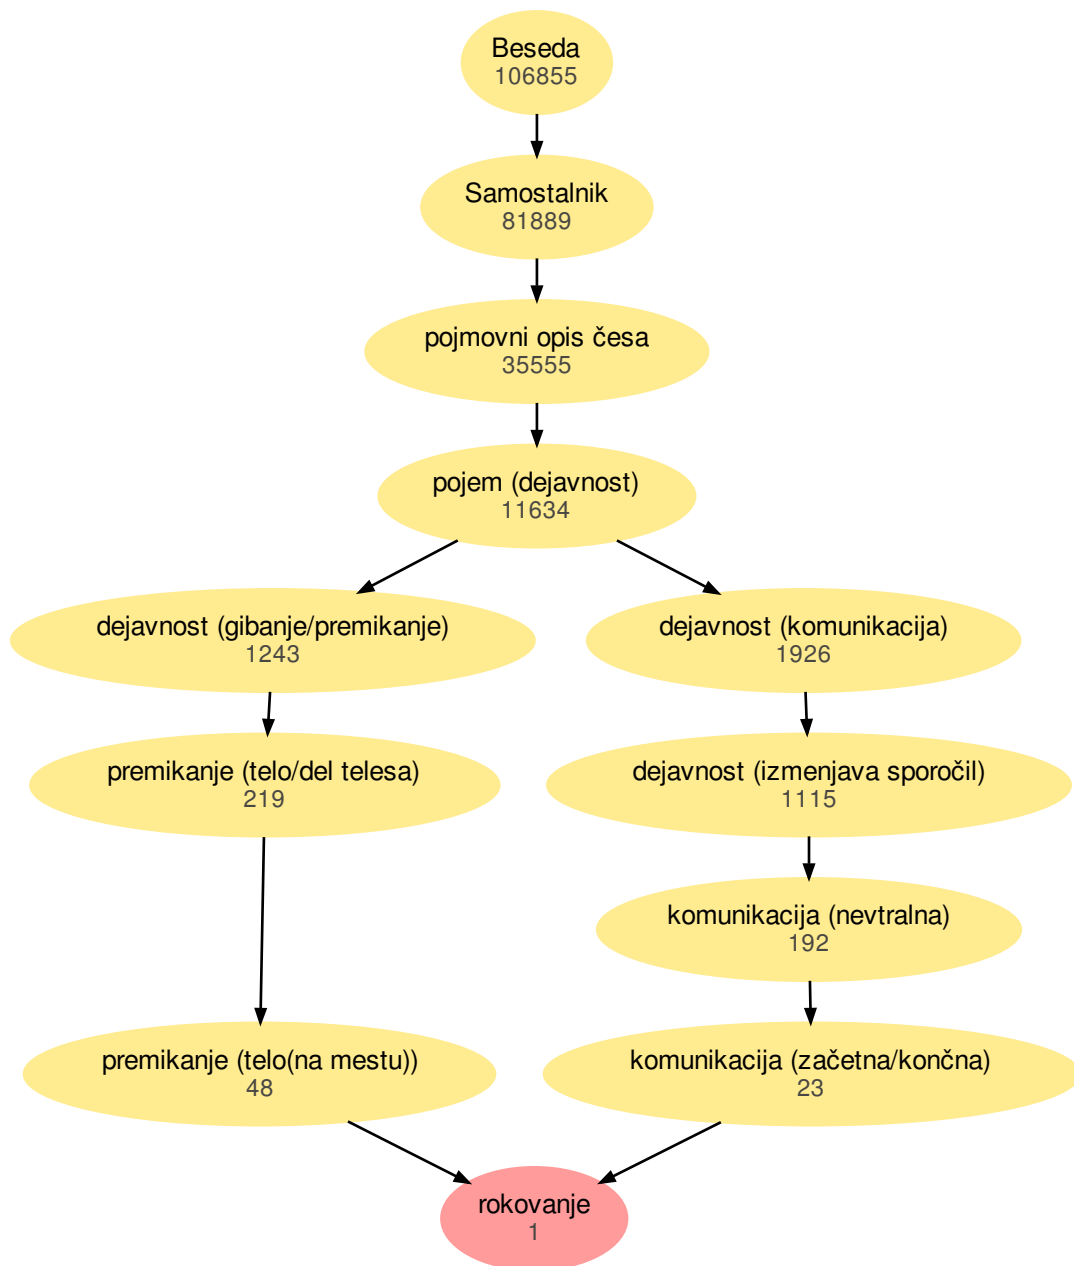 Beseda
106855
Samostalnik
81889
pojmovni opis česa
35555
pojem (dejavnost)
11634
dejavnost (gibanje/premikanje)
1243
dejavnost (komunikacija)
1926
premikanje (telo/del telesa)
219
dejavnost (izmenjava sporočil)
1115
komunikacija (nevtralna)
192
premikanje (telo(na mestu))
48
komunikacija (začetna/končna)
23
rokovanje
1